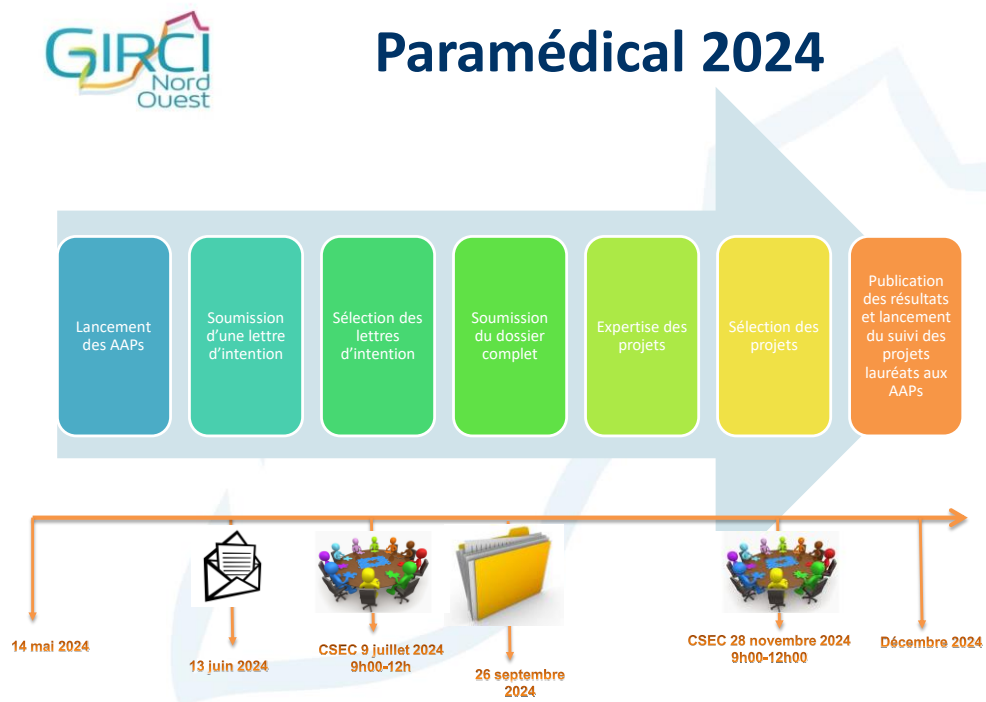 GIRCI
Nord
Ouest
Paramédical 2024
Lancement
des AAPs
Soumission
d'une lettre
d'intention
Sélection des
lettres
d'intention
Soumission
du dossier
complet
Expertise des
projets
Sélection des
projets
Publication
des résultats
et lancement
du suivi des
projets
lauréats aux
AAPs
14 mai 2024
13 juin 2024
CSEC 9 juillet 2024
9h00-12h
26 septembre
2024
CSEC 28 novembre 2024
9h00-12h00
Décembre 2024